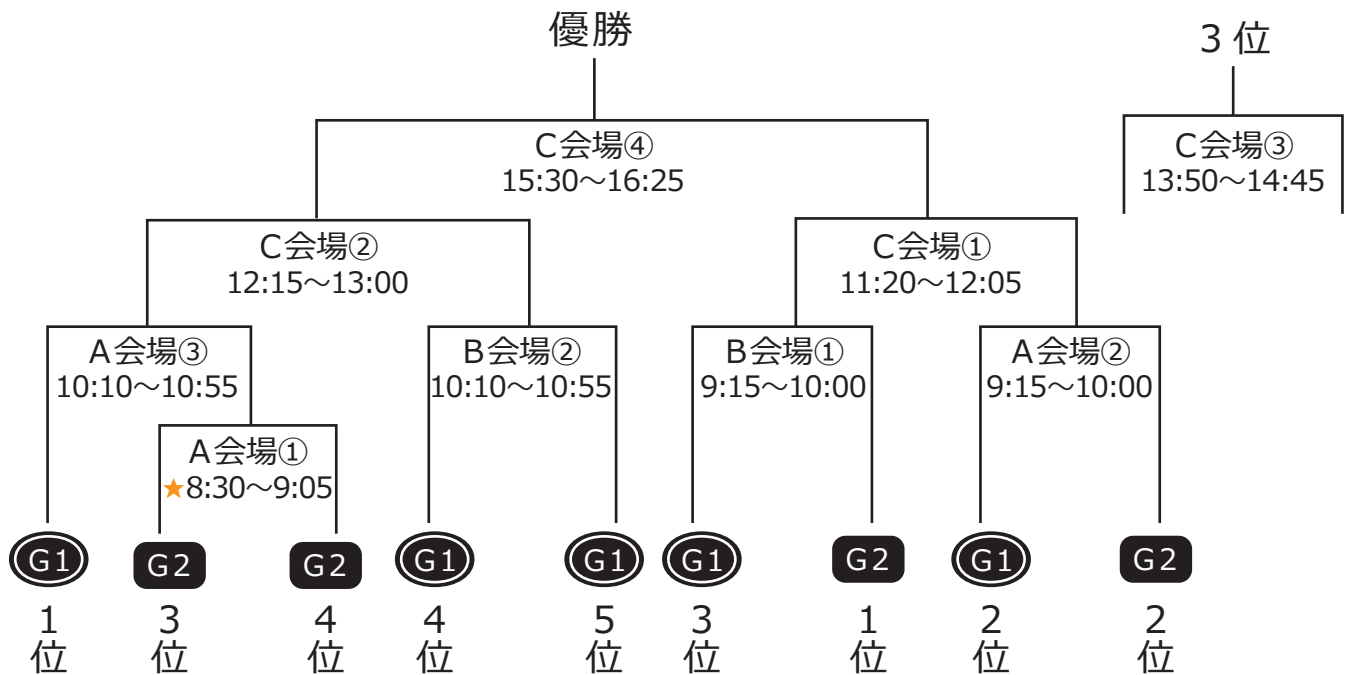 優勝
3位
C会場④
15:30～16:25
C会場③
13:50～14:45
C会場②
12:15～13:00
C会場①
11:20～12:05
A会場③
10:10～10:55
B会場②
10:10～10:55
B会場①
9:15～10:00
A会場②
9:15～10:00
A会場①
★8:30～9:05
G1
G2
G2
G1
G1
G1
G2
G1
G2
1位
3位
4位
4位
5位
3位
1位
2位
2位